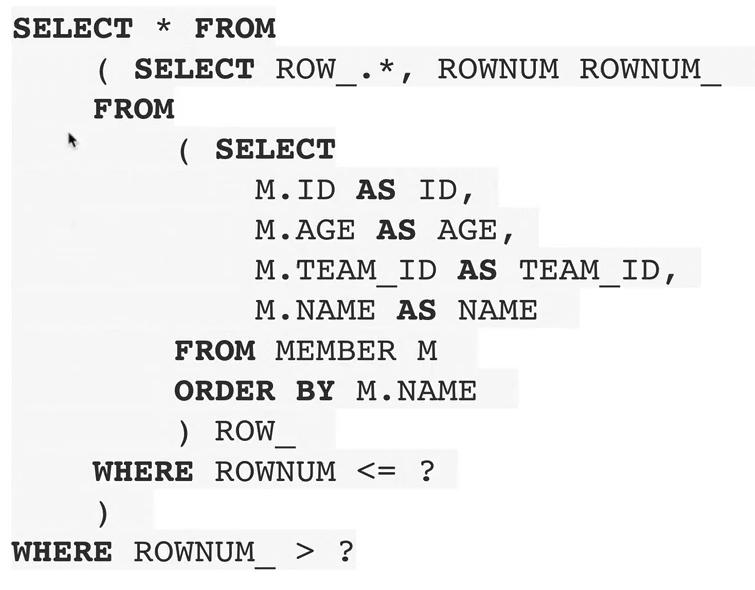 SELECT * FROM
( SELECT ROW_.*, ROWNUM ROWNUM_
FROM
( SELECT
M.ID AS ID,
M.AGE AS AGE,
M.TEAM_ID AS TEAM_ID,
M.NAME AS NAME
FROM MEMBER M
ORDER BY M.NAME
) ROW_
WHERE ROWNUM <= ?
)
WHERE ROWNUM_ > ?